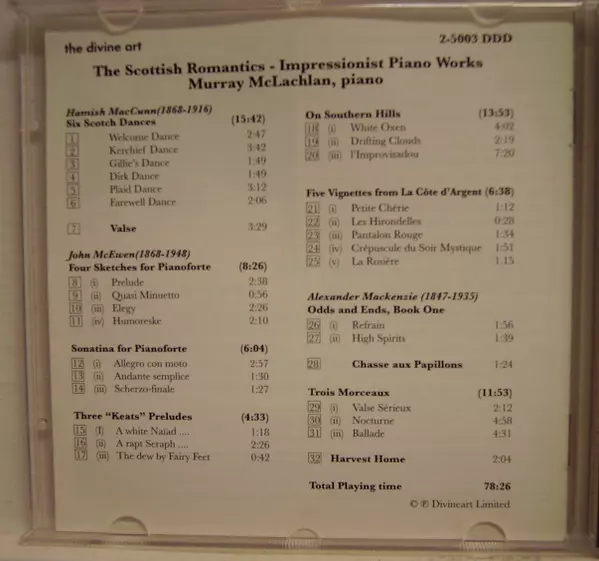 the divine art
2-5003 DDD
The Scottish Romantics - Impressionist Piano Works
Murray McLachlan, piano
Hamish MacCunn(1868-1916)
Six Scotch Dances (15:42)
1 Welcome Dance 2:47
2 Kerchief Dance 3:42
3 Gillie's Dance 1:49
4 Dirk Dance 1:49
5 Plaid Dance 3:12
6 Farewell Dance 2:06
7 Valse 3:29
John McEwen(1868-1948)
Four Sketches for Pianoforte (8:26)
8 (i) Prelude 2:38
9 (ii) Quasi Minuetto 0:56
10 (iii) Elegy 2:26
11 (iv) Humoreske 2:10
Sonatina for Pianoforte (6:04)
12 (i) Allegro con moto 2:57
13 (ii) Andante semplice 1:30
14 (iii) Scherzo-finale 1:27
Three "Keats" Preludes (4:33)
15 (I) A white Naïad .... 1:18
16 (ii) A rapt Seraph .... 2:26
17 (iii) The dew by Fairy Feet 0:42
On Southern Hills (13:53)
18 (i) White Oxen 4:02
19 (ii) Drifting Clouds 2:19
20 (iii) l'Improvisadou 7:20
Five Vignettes from La Côte d'Argent (6:38)
21 (i) Petite Chérie 1:12
22 (ii) Les Hirondelles 0:28
23 (iii) Pantalon Rouge 1:34
24 (iv) Crépuscule du Soir Mystique 1:51
25 (v) La Rosière 1.15
Alexander Mackenzie (1847-1935)
Odds and Ends, Book One
26 (i) Refrain 1:56
27 (ii) High Spirits 1:39
28 Chasse aux Papillons 1:24
Trois Morceaux (11:53)
29 (i) Valse Sérieux 2:12
30 (ii) Nocturne 4:58
31 (iii) Ballade 4:31
32 Harvest Home 2:04
Total Playing time 78:26
© ℗ Divineart Limited